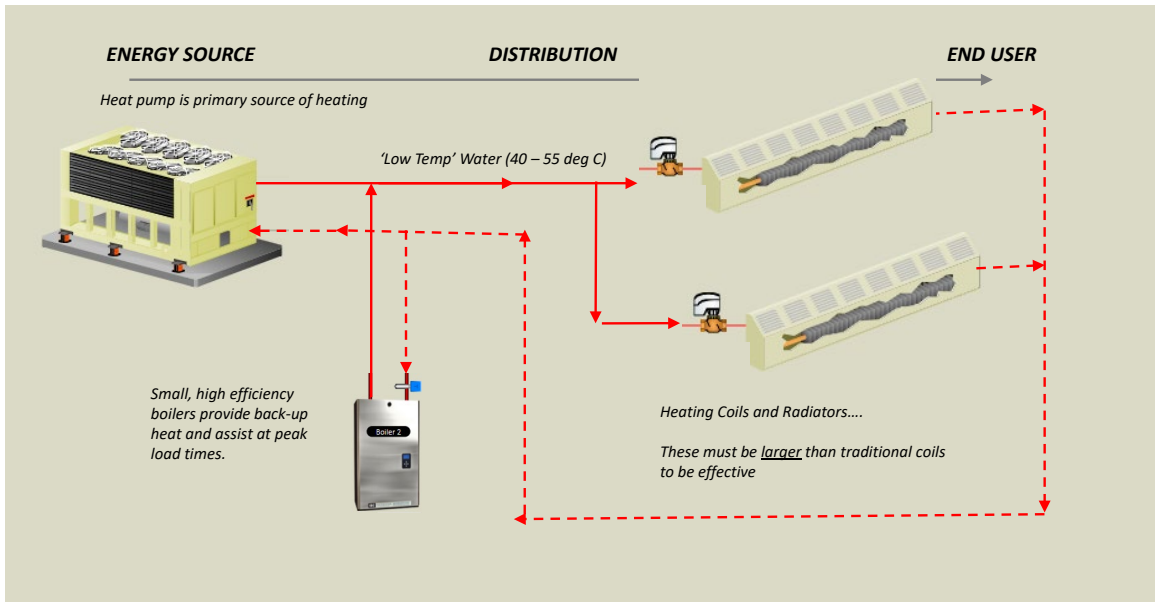 ENERGY SOURCE
DISTRIBUTION
END USER
Heat pump is primary source of heating
‘Low Temp’ Water (40 – 55 deg C)
Small, high efficiency
boilers provide back-up
heat and assist at peak
load times.
Boiler 2
Heating Coils and Radiators....
These must be larger than traditional coils
to be effective